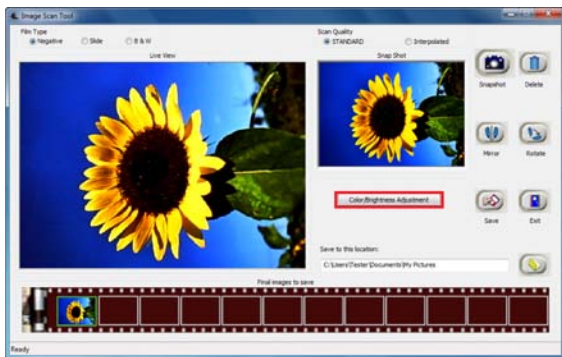 Image Scan Tool
Film Type
Negative
Slide
B & W
Scan Quality
STANDARD
Interpolated
Live View
Snap Shot
Snapshot
Delete
Mirror
Rotate
Color/Brightness Adjustment
Save
Exit
Save to this location:
C:\Users\Tester\Documents\My Pictures
Final images to save
Ready